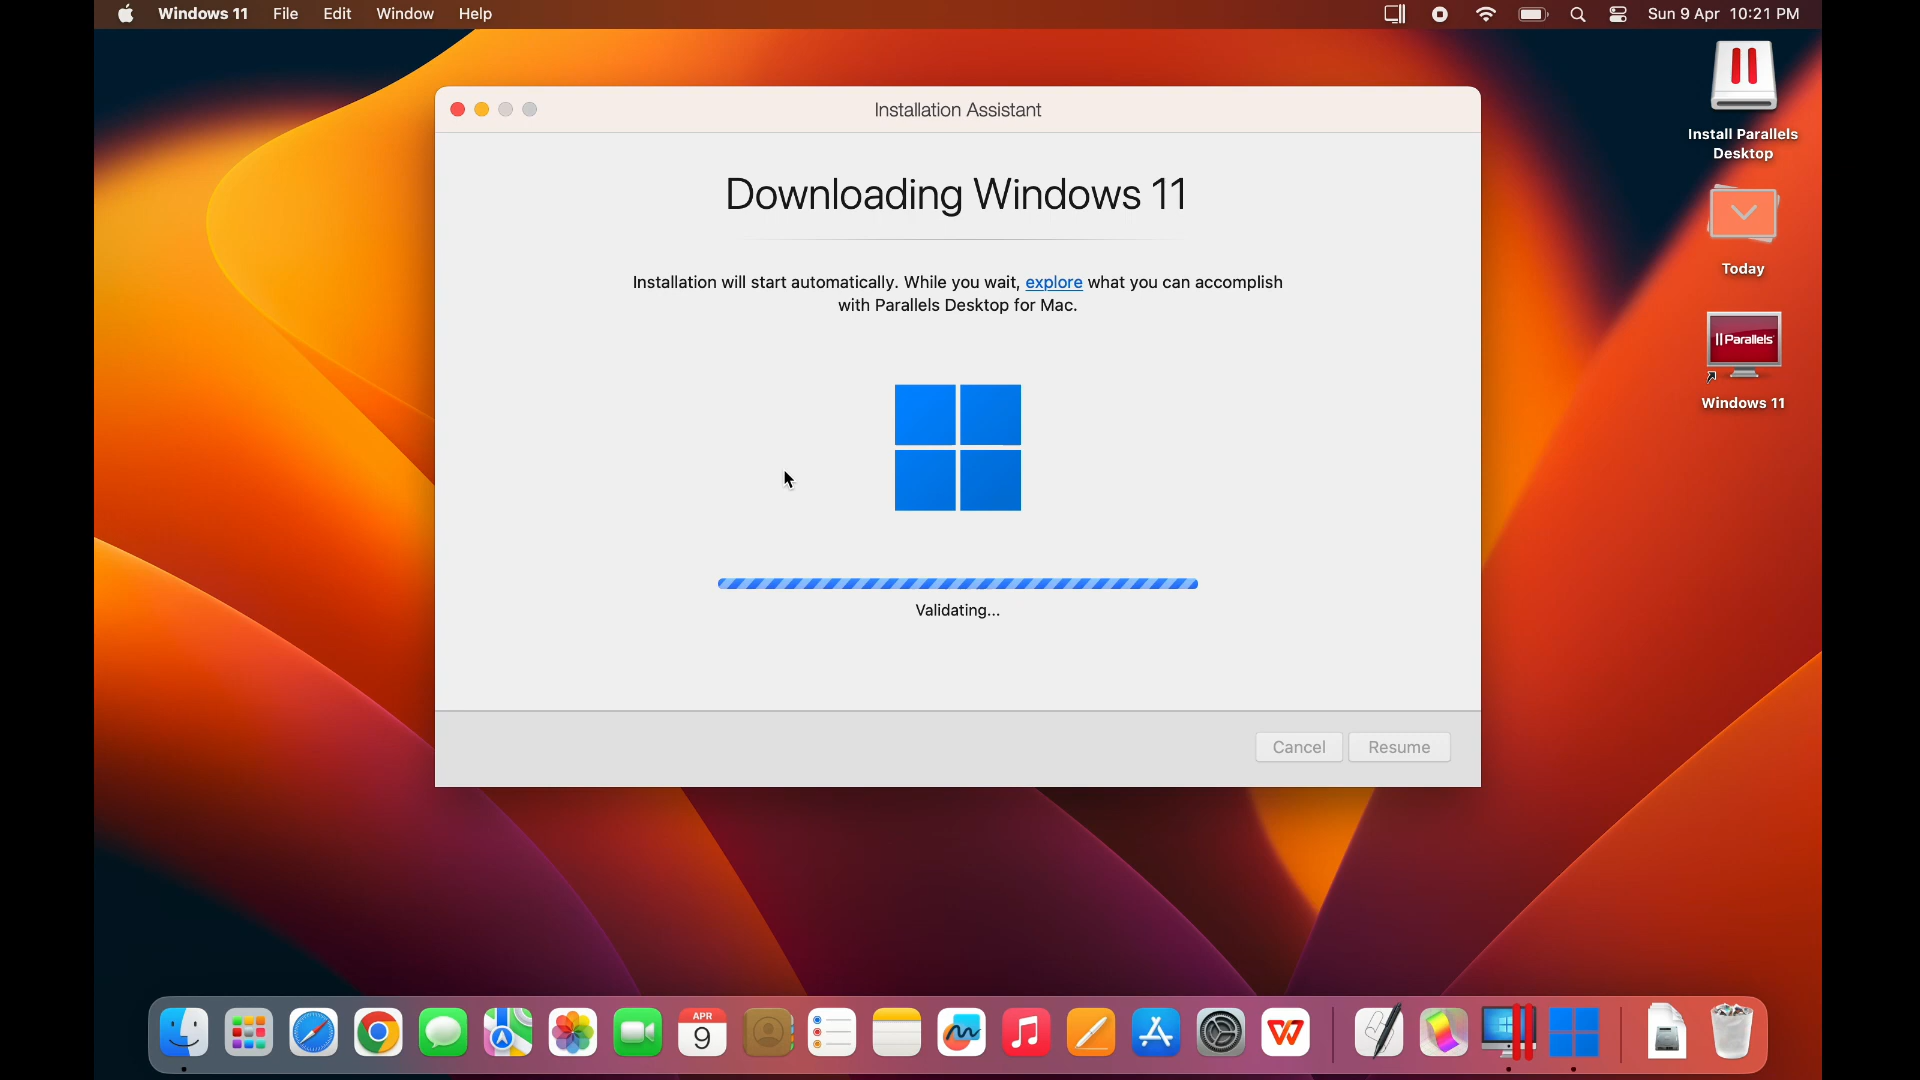 Windows 11 File Edit Window Help Sun 9 Apr 10:21 PM
Installation Assistant
Downloading Windows 11
Installation will start automatically. While you wait, explore what you can accomplish
with Parallels Desktop for Mac.
Validating...
Cancel Resume
Install Parallels
Desktop
Today
Parallels
Windows 11
APR
9